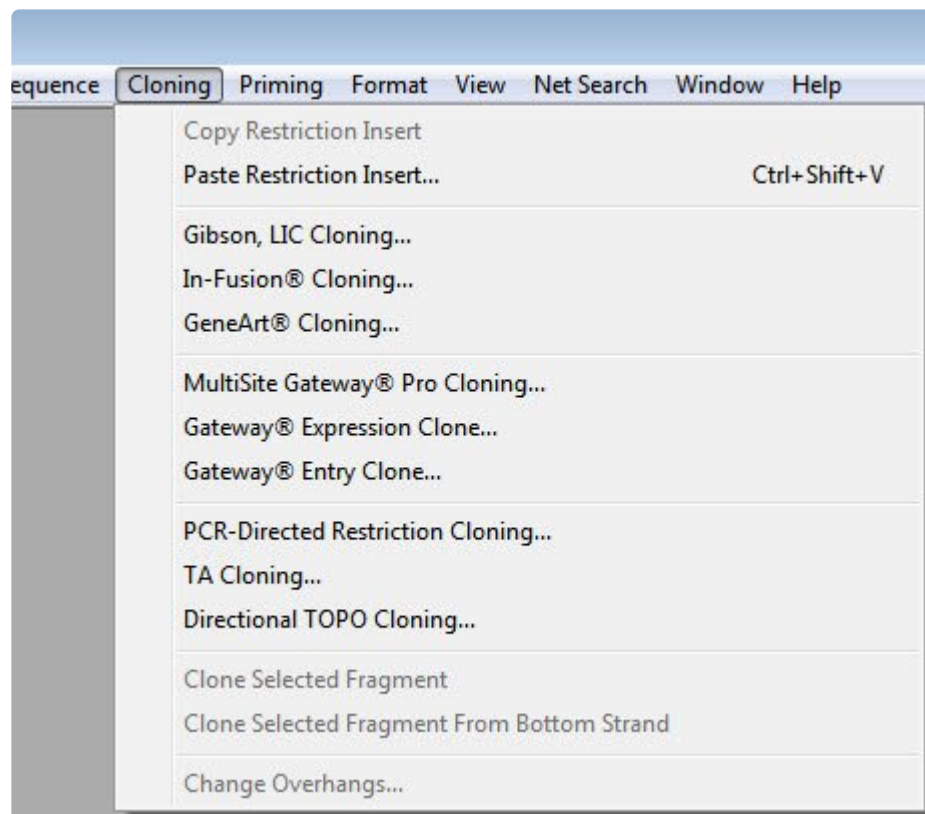 equence Cloning Priming Format View Net Search Window Help
Copy Restriction Insert
Paste Restriction Insert... Ctrl+Shift+V
Gibson, LIC Cloning...
In-Fusion® Cloning...
GeneArt® Cloning...
MultiSite Gateway® Pro Cloning...
Gateway® Expression Clone...
Gateway® Entry Clone...
PCR-Directed Restriction Cloning...
TA Cloning...
Directional TOPO Cloning...
Clone Selected Fragment
Clone Selected Fragment From Bottom Strand
Change Overhangs...